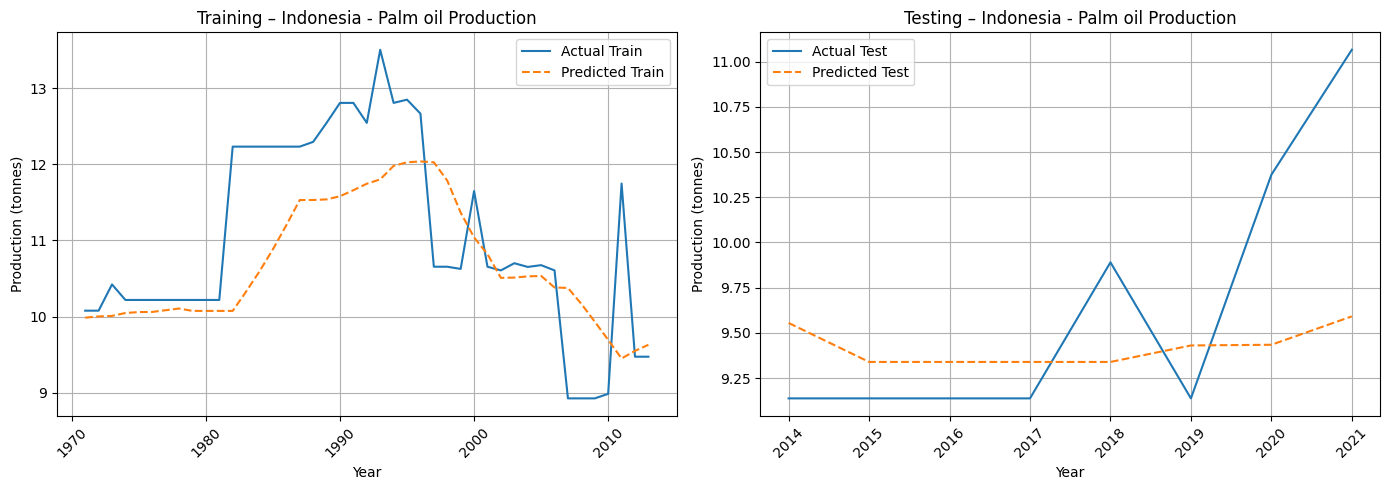 Training – Indonesia - Palm oil Production
Actual Train
Predicted Train
Production (tonnes)
13
12
11
10
9
1970
1980
1990
2000
2010
Year
Testing – Indonesia - Palm oil Production
Actual Test
Predicted Test
Production (tonnes)
11.00
10.75
10.50
10.25
10.00
9.75
9.50
9.25
2014
2015
2016
2017
2018
2019
2020
2021
Year